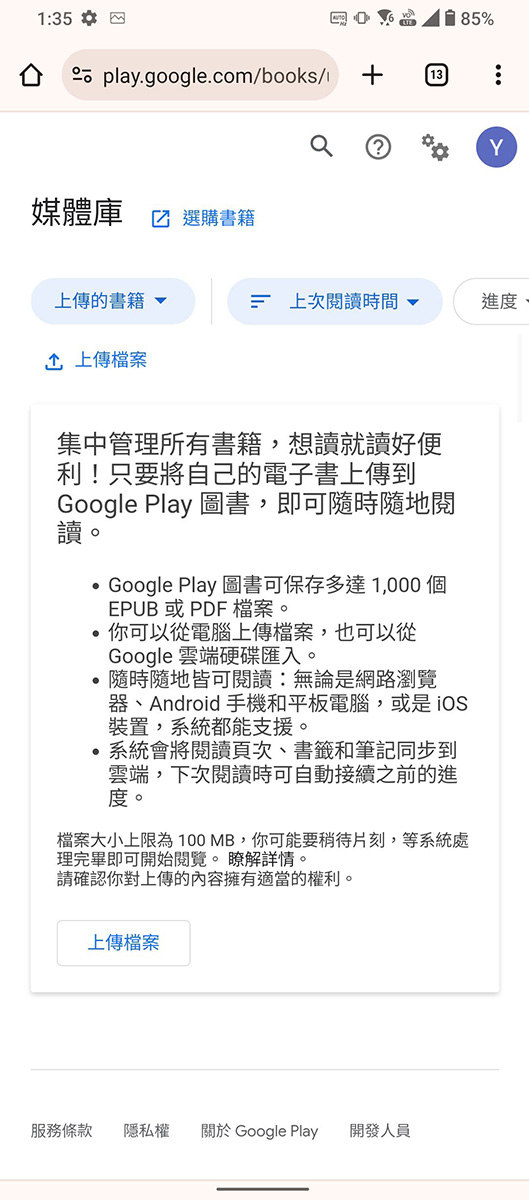 1:35
AUTO
Hz
6
VO
LTE
85%
play.google.com/books/
13
Y
媒體庫
選購書籍
上傳的書籍
上次閱讀時間
進度
上傳檔案
集中管理所有書籍，想讀就讀好便
利！只要將自己的電子書上傳到
Google Play 圖書，即可隨時隨地閱
讀。
• Google Play 圖書可保存多達 1,000 個
EPUB 或 PDF 檔案。
• 你可以從電腦上傳檔案，也可以從
Google 雲端硬碟匯入。
• 隨時隨地皆可閱讀：無論是網路瀏覽
器、Android 手機和平板電腦，或是 iOS
裝置，系統都能支援。
• 系統會將閱讀頁次、書籤和筆記同步到
雲端，下次閱讀時可自動接續之前的進
度。
檔案大小上限為 100 MB，你可能要稍待片刻，等系統處
理完畢即可開始閱覽。 瞭解詳情。
請確認你對上傳的內容擁有適當的權利。
上傳檔案
服務條款 隱私權 關於 Google Play 開發人員